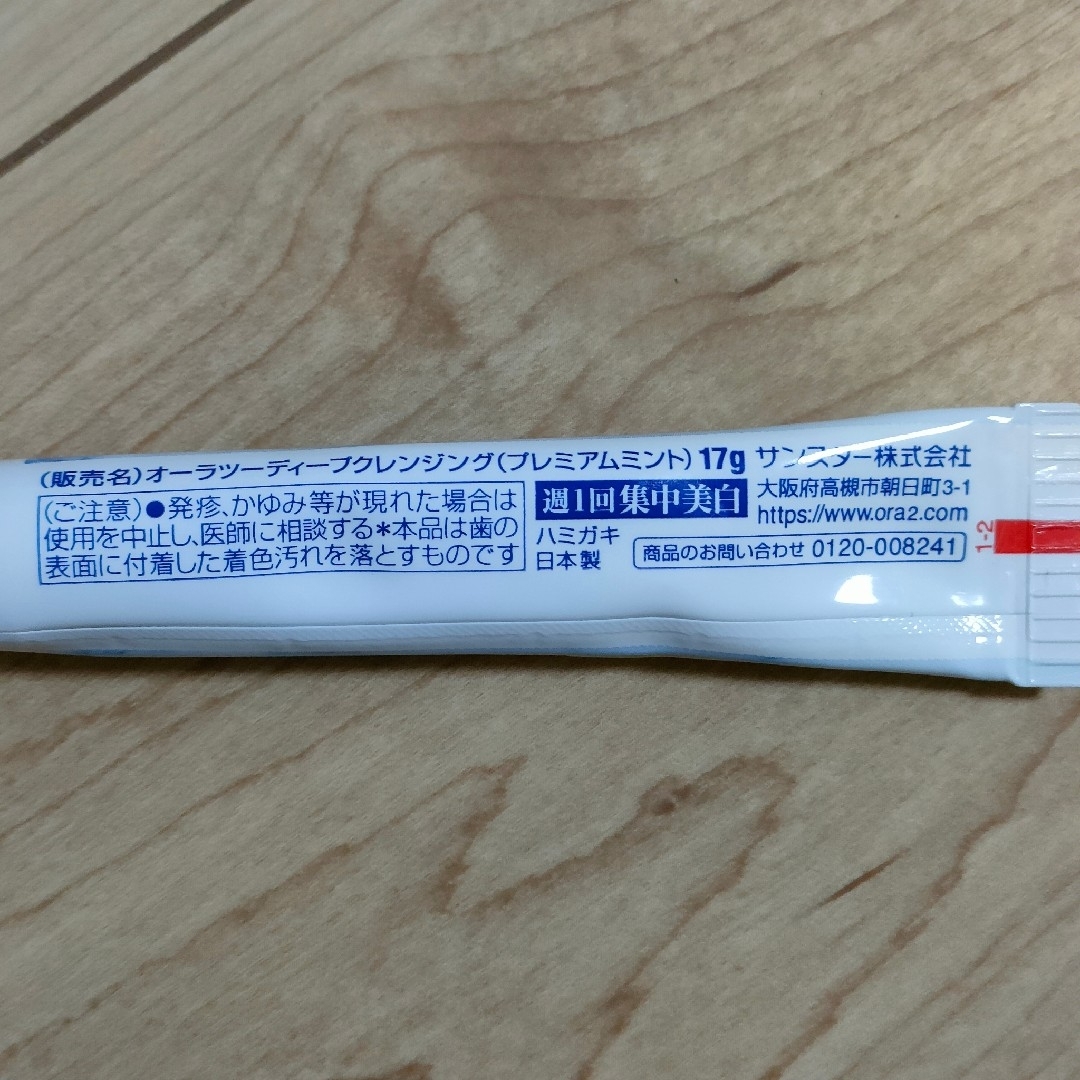 (販売名)オーラツーディープクレンジング(プレミアムミント) 17g
(ご注意)●発疹、かゆみ等が現れた場合は
使用を中止し、医師に相談する*本品は歯の
表面に付着した着色汚れを落とすものです
週1回集中美白
ハミガキ
日本製
サンスター株式会社
大阪府高槻市朝日町3-1
https://www.ora2.com
商品のお問い合わせ 0120-008241
1-2